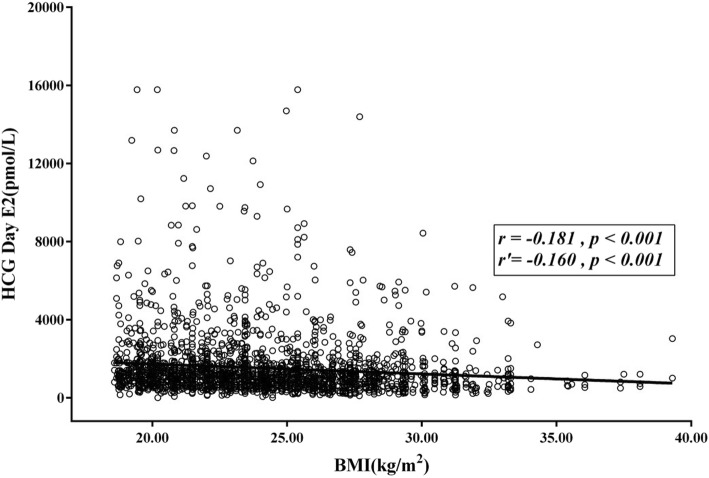 20000
16000
12000
8000
4000
0
HCG Day E2(pmol/L)
r = -0.181 , p < 0.001
r'= -0.160 , p < 0.001
20.00 25.00 30.00 35.00 40.00
BMI(kg/m²)